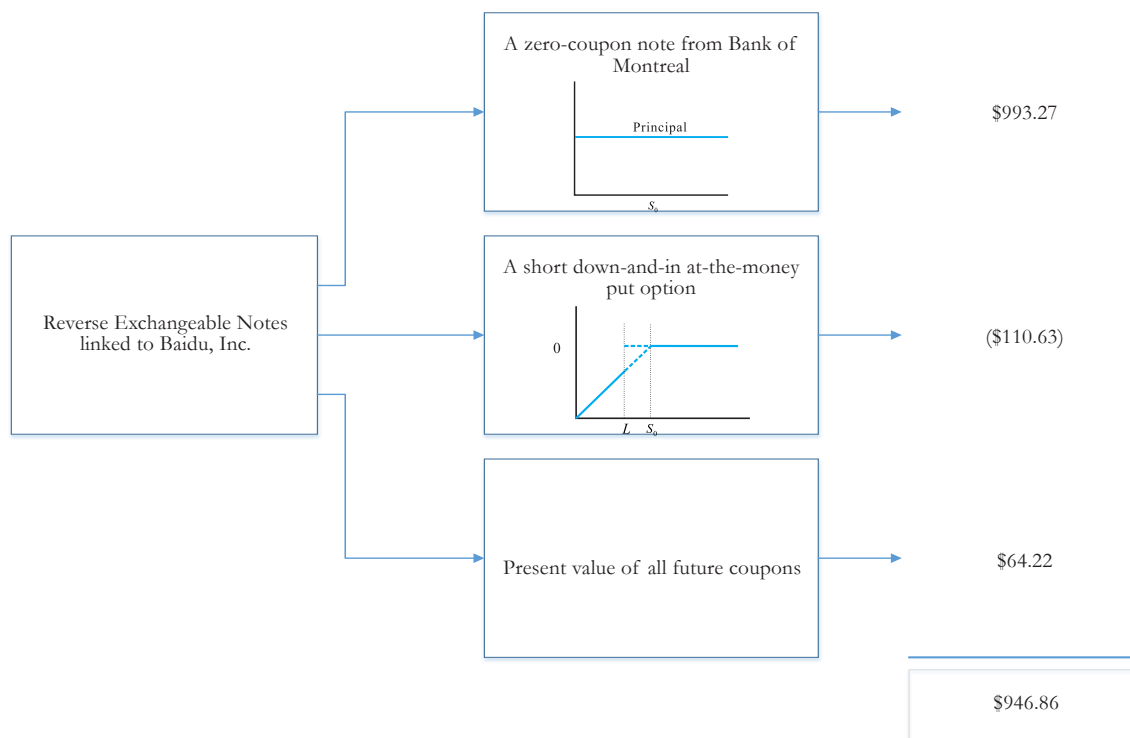 A zero-coupon note from Bank of
Montreal
Principal
S₀
$993.27
Reverse Exchangeable Notes
linked to Baidu, Inc.
A short down-and-in at-the-money
put option
0
L S₀
($110.63)
Present value of all future coupons
$64.22
$946.86